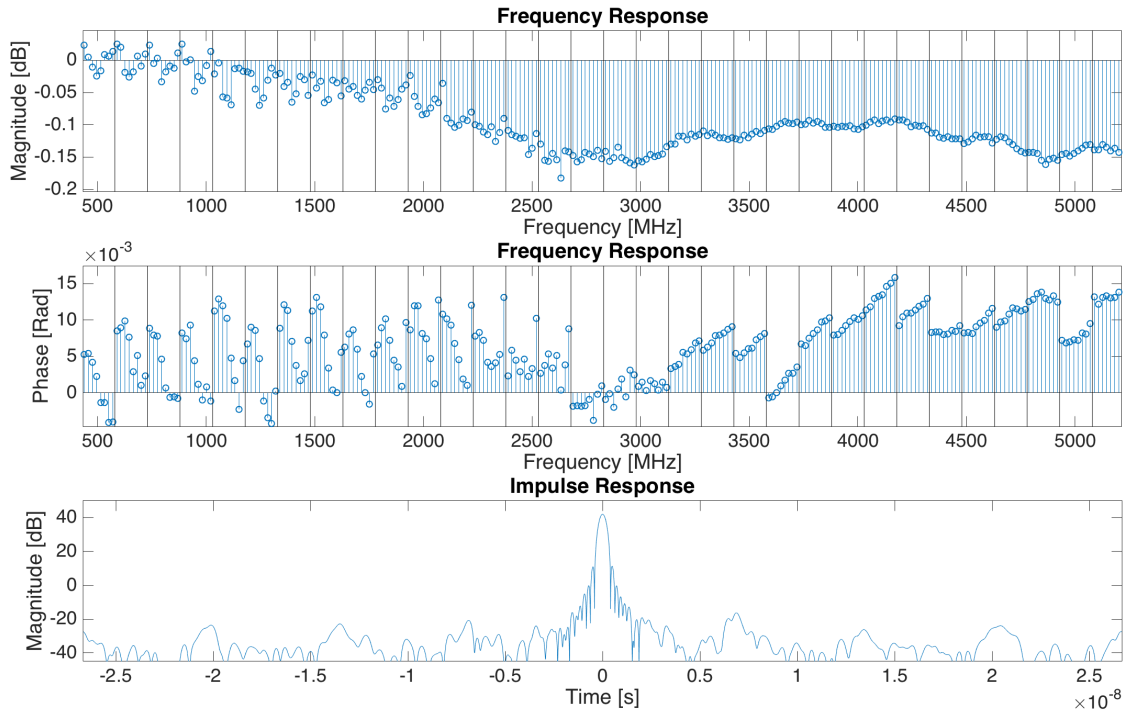 Frequency Response
Magnitude [dB]
0
-0.05
-0.1
-0.15
-0.2
500 1000 1500 2000 2500 3000 3500 4000 4500 5000
Frequency [MHz]
Frequency Response
×10⁻³
Phase [Rad]
15
10
5
0
500 1000 1500 2000 2500 3000 3500 4000 4500 5000
Frequency [MHz]
Impulse Response
Magnitude [dB]
40
20
0
-20
-40
-2.5 -2 -1.5 -1 -0.5 0 0.5 1 1.5 2 2.5
Time [s]
×10⁻⁸